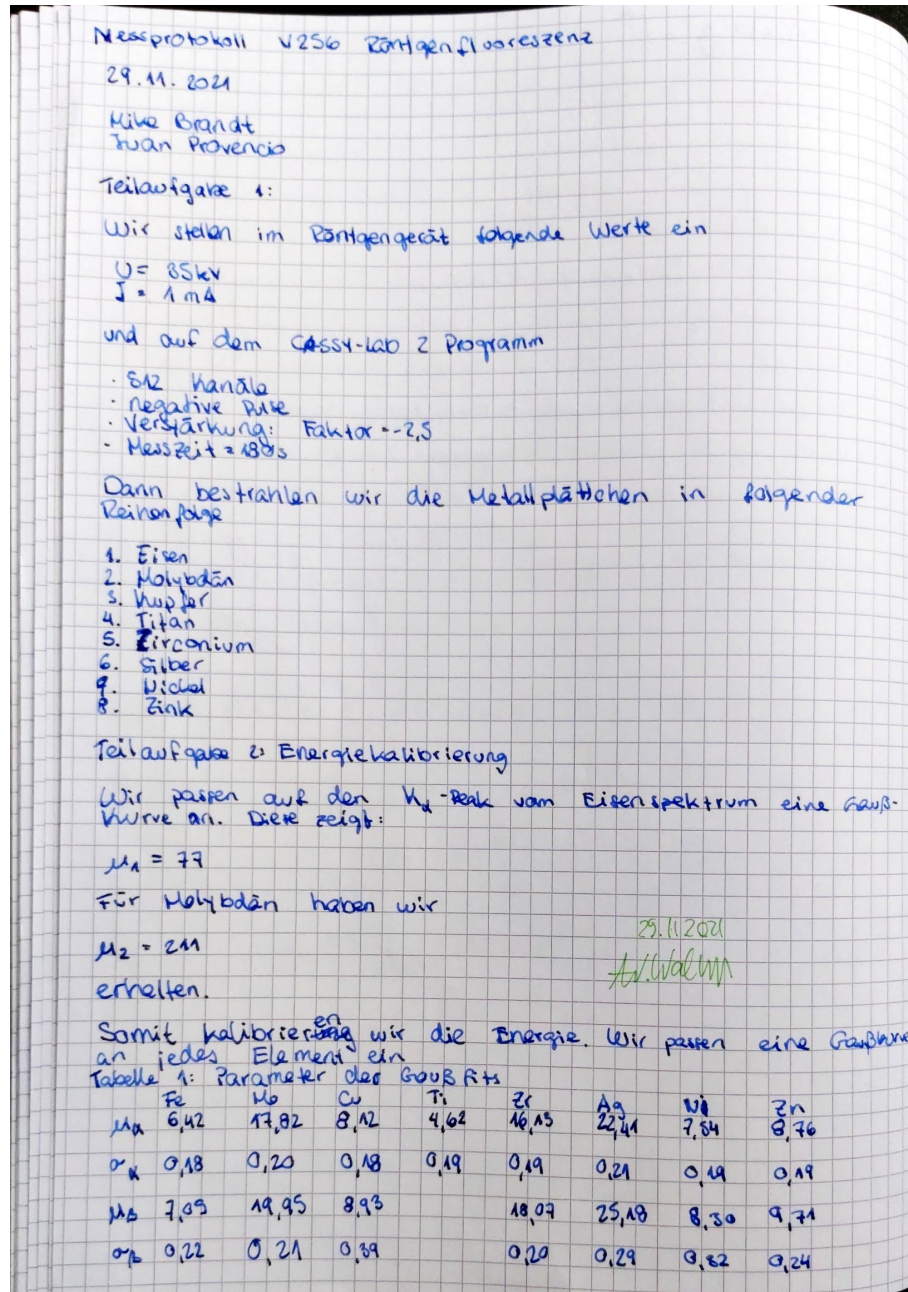 Messprotokoll V256 Röntgenfluoreszenz
29.11.2021
Mike Brandt
Juan Provencio
Teilaufgabe 1:
Wir stellen im Röntgengerät folgende Werte ein
U = 35kV
I = 1 mA
und auf dem CASSY-Lab 2 Programm
· 512 Kanäle
· negative Pulse
· Verstärkung: Faktor = -2,5
· Messzeit = 180s
Dann bestrahlen wir die Metallplättchen in folgender
Reihenfolge
1. Eisen
2. Molybdän
3. Kupfer
4. Titan
5. Zirconium
6. Silber
7. Nickel
8. Zink
Teilaufgabe 2: Energiekalibrierung
Wir passen auf den Kα-Peak vom Eisenspektrum eine Gauß-
Kurve an. Diese zeigt:
μ1 = 77
Für Molybdän haben wir
29.11.2021
μ2 = 211
erhalten.
Somit kalibrieren wir die Energie. Wir passen eine Gaußkurve
an jedes Element ein
Tabelle 1: Parameter der Gauß Fits
Fe Mo Cu Ti Zr Ag Ni Zn
μα 6,42 17,82 8,12 4,62 16,13 22,41 7,54 8,76
σα 0,18 0,20 0,18 0,19 0,19 0,21 0,19 0,19
μβ 7,05 19,95 8,93 18,07 25,18 8,30 9,71
σβ 0,22 0,21 0,39 0,20 0,29 0,32 0,24